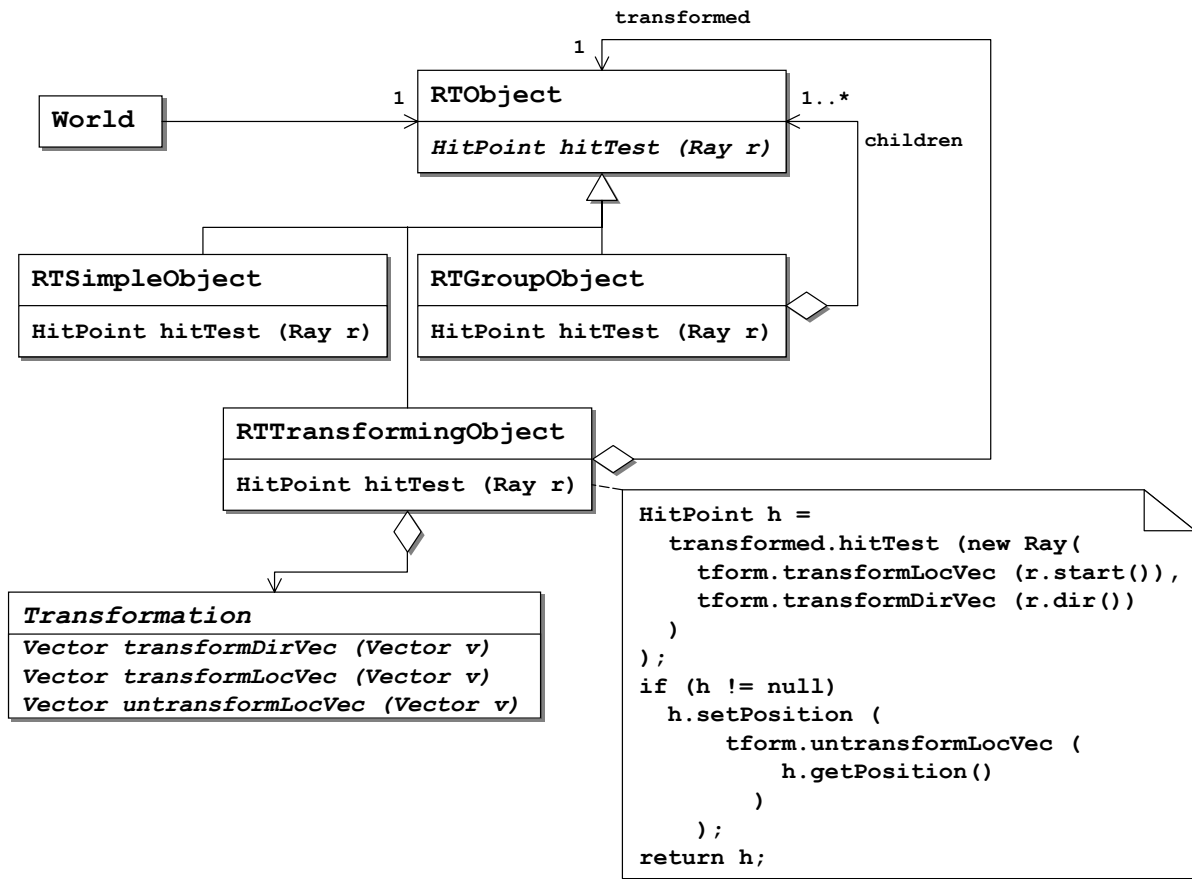 transformed
1
World
1
RTObject
1..*
HitPoint hitTest (Ray r)
children
RTSimpleObject
HitPoint hitTest (Ray r)
RTGroupObject
HitPoint hitTest (Ray r)
RTTransformingObject
HitPoint hitTest (Ray r)
Transformation
Vector transformDirVec (Vector v)
Vector transformLocVec (Vector v)
Vector untransformLocVec (Vector v)
HitPoint h =
transformed.hitTest (new Ray(
tform.transformLocVec (r.start()),
tform.transformDirVec (r.dir())
)
);
if (h != null)
h.setPosition (
tform.untransformLocVec (
h.getPosition()
)
);
return h;